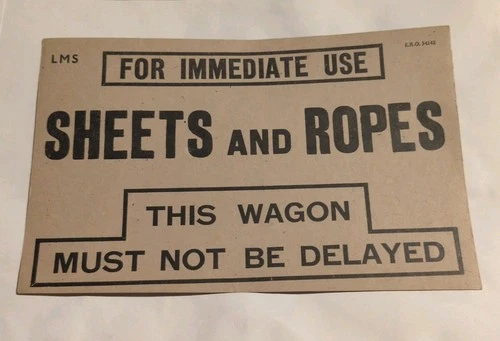 LMS
FOR IMMEDIATE USE
SHEETS AND ROPES
THIS WAGON
MUST NOT BE DELAYED